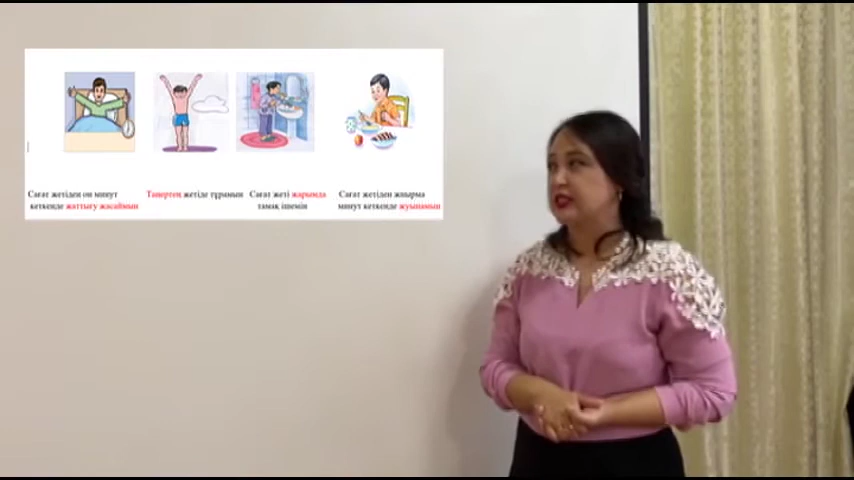 Сағат жетіден он минут
кеткенде жаттығу жасаймын
Таңертең жетіде тұрамын
Сағат жеті жарымда
тамақ ішемін
Сағат жетіден жиырма
минут кеткенде жуынамын